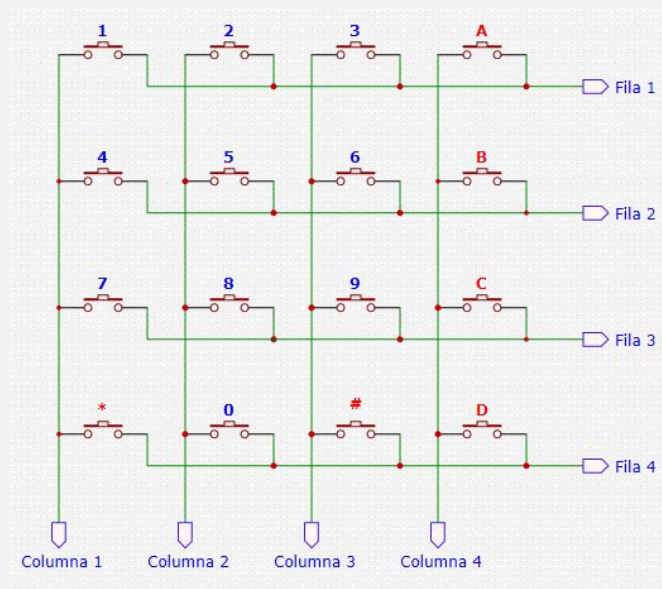 1 2 3 A
Fila 1
4 5 6 B
Fila 2
7 8 9 C
Fila 3
* 0 # D
Fila 4
Columna 1 Columna 2 Columna 3 Columna 4